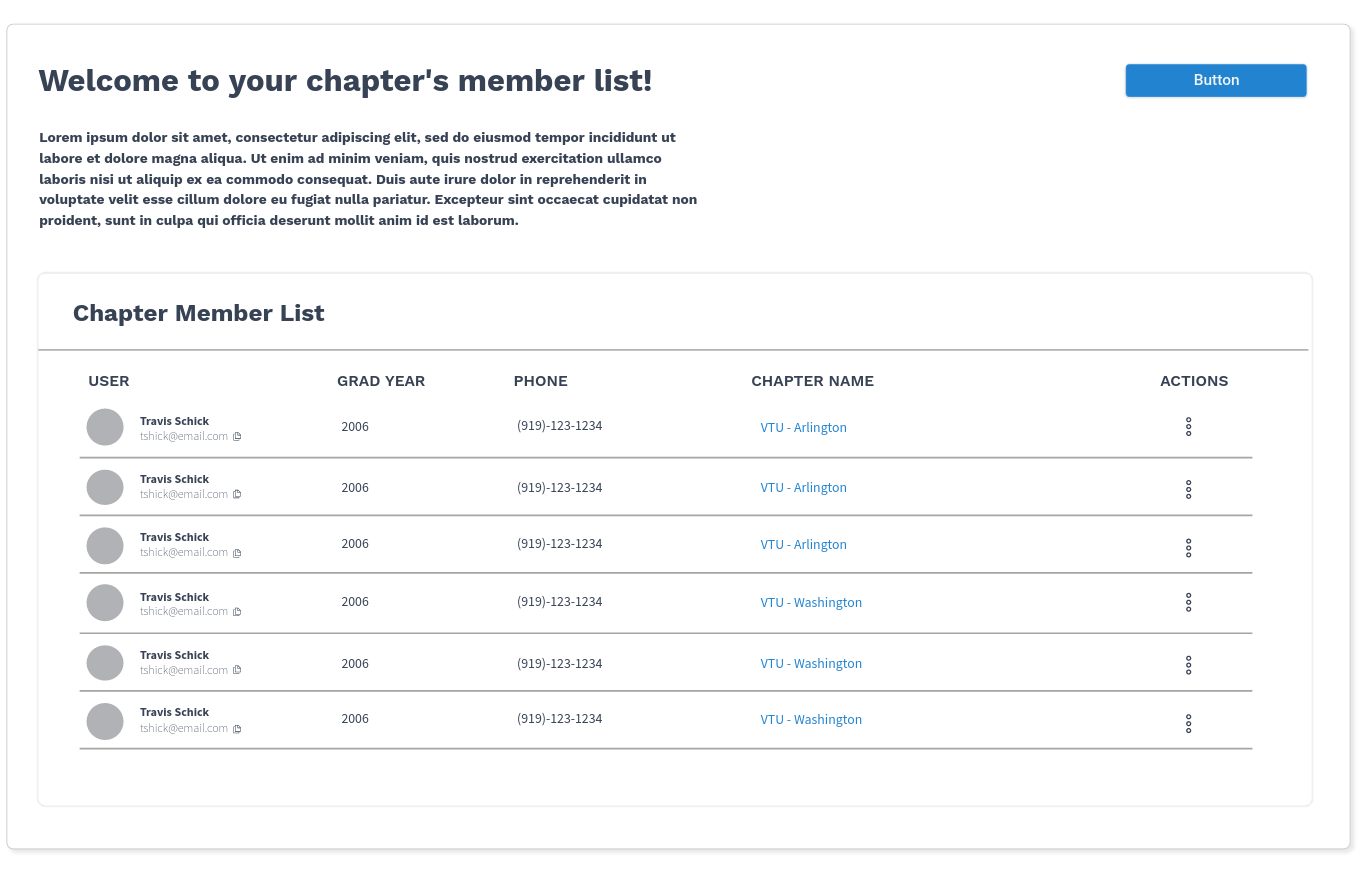 Welcome to your chapter's member list!
Button
Lorem ipsum dolor sit amet, consectetur adipiscing elit, sed do eiusmod tempor incididunt ut
labore et dolore magna aliqua. Ut enim ad minim veniam, quis nostrud exercitation ullamco
laboris nisi ut aliquip ex ea commodo consequat. Duis aute irure dolor in reprehenderit in
voluptate velit esse cillum dolore eu fugiat nulla pariatur. Excepteur sint occaecat cupidatat non
proident, sunt in culpa qui officia deserunt mollit anim id est laborum.
Chapter Member List
USER GRAD YEAR PHONE CHAPTER NAME ACTIONS
Travis Schick
tshick@email.com
2006 (919)-123-1234 VTU - Arlington
Travis Schick
tshick@email.com
2006 (919)-123-1234 VTU - Arlington
Travis Schick
tshick@email.com
2006 (919)-123-1234 VTU - Arlington
Travis Schick
tshick@email.com
2006 (919)-123-1234 VTU - Washington
Travis Schick
tshick@email.com
2006 (919)-123-1234 VTU - Washington
Travis Schick
tshick@email.com
2006 (919)-123-1234 VTU - Washington